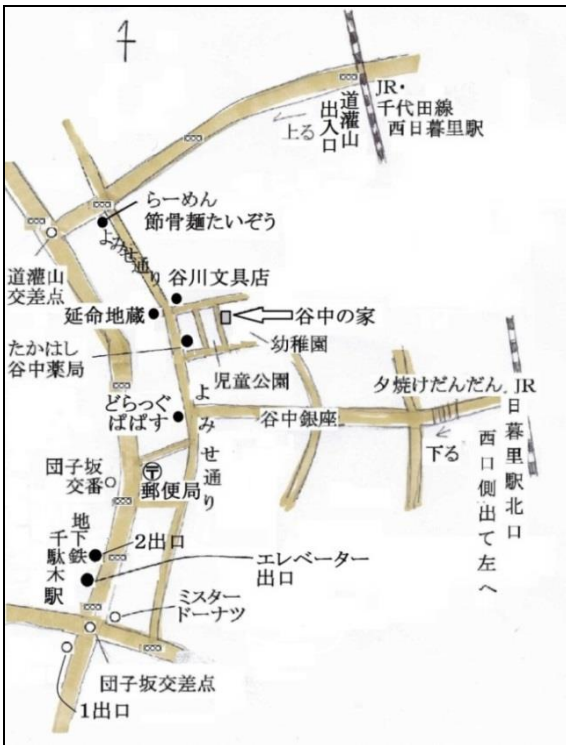 JR・
千代田線
西日暮里駅
道灌山
出入口
上る
らーめん
節骨麺たいぞう
よみせ通り
道灌山
交差点
谷川文具店
延命地蔵
谷中の家
たかはし
谷中薬局
幼稚園
児童公園
夕焼けだんだん
JR
日暮里駅北口
西口側出て左へ
どらっぐ
ぱぱす
よみせ通り
谷中銀座
下る
団子坂
交番
〒
郵便局
地下鉄
千駄木駅
2出口
エレベーター
出口
ミスター
ドーナツ
団子坂交差点
1出口